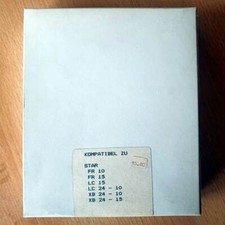 KOMPATIBEL ZU
STAR
FR 10
FR 15
LC 15
LC 24 - 10
XB 24 - 10
XB 24 - 15